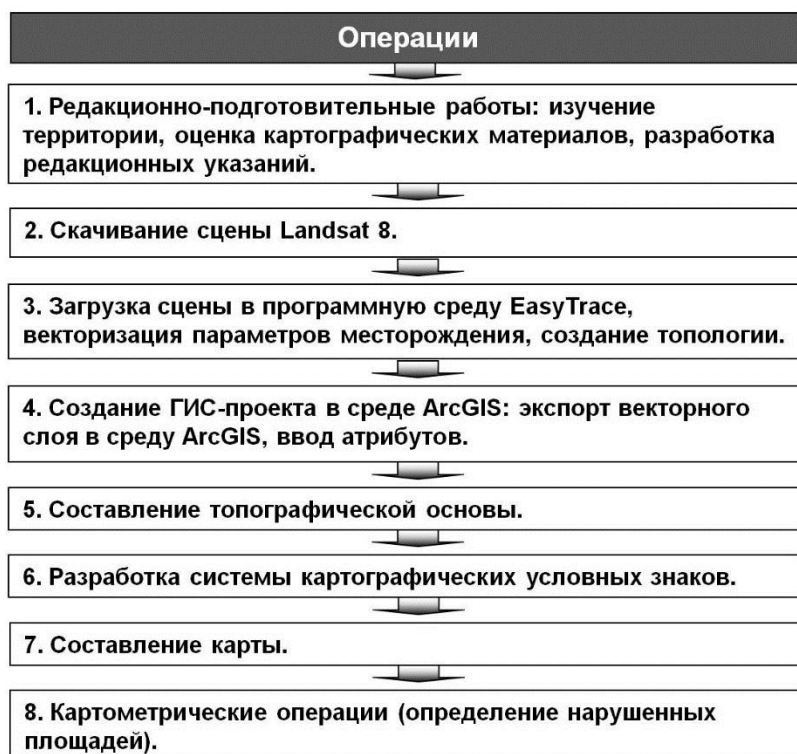 Операции
1. Редакционно-подготовительные работы: изучение
территории, оценка картографических материалов, разработка
редакционных указаний.
2. Скачивание сцены Landsat 8.
3. Загрузка сцены в программную среду EasyTrace,
векторизация параметров месторождения, создание топологии.
4. Создание ГИС-проекта в среде ArcGIS: экспорт векторного
слоя в среду ArcGIS, ввод атрибутов.
5. Составление топографической основы.
6. Разработка системы картографических условных знаков.
7. Составление карты.
8. Картометрические операции (определение нарушенных
площадей).